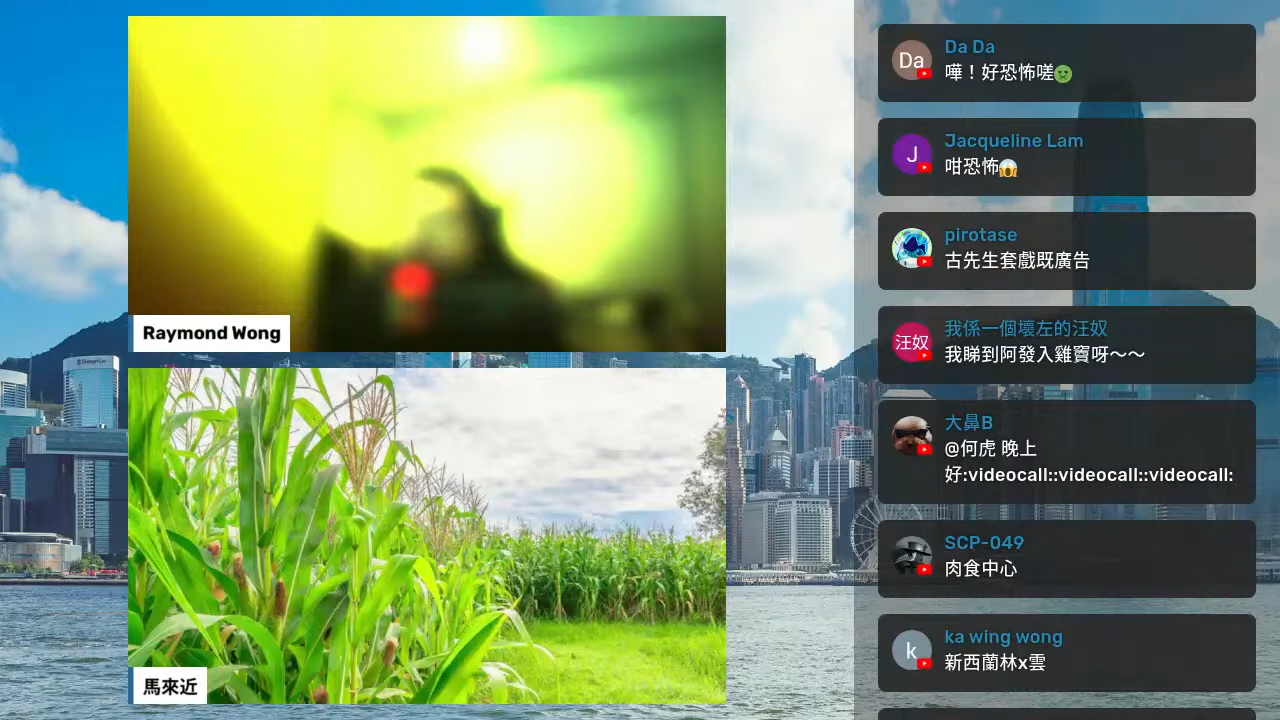 Raymond Wong
馬來近
Da Da
嘩！好恐怖嗟🤢
Jacqueline Lam
咁恐怖😱
pirotase
古先生套戲既廣告
汪奴
我係一個壞左的汪奴
我睇到阿發入雞竇呀～～
大鼻B
@何虎 晚上
好:videocall::videocall::videocall:
SCP-049
肉食中心
k
ka wing wong
新西蘭林x雲